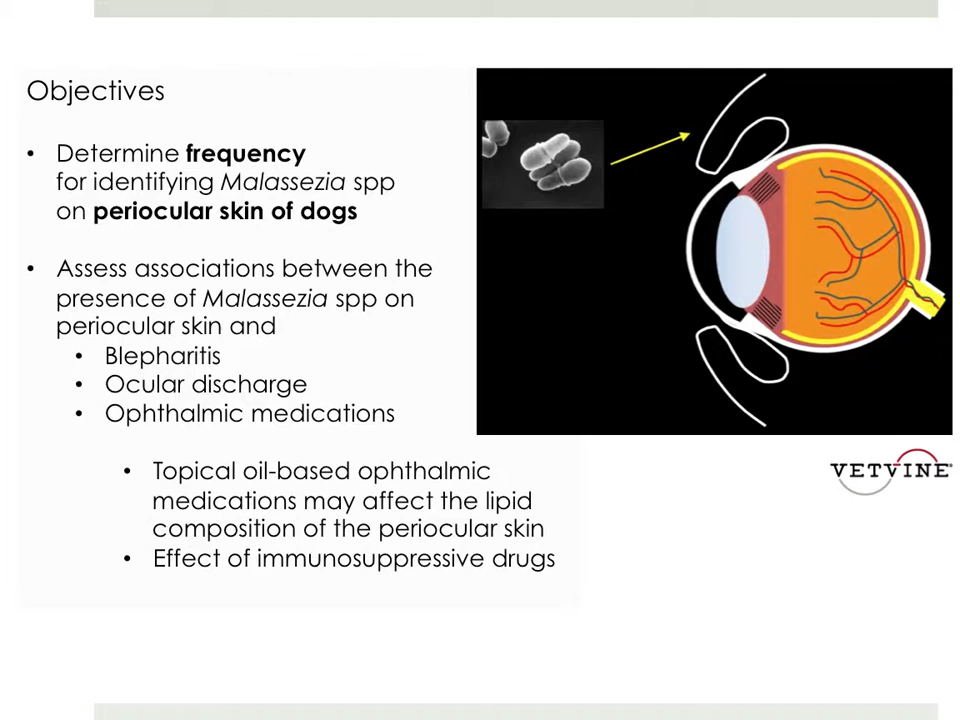 Objectives
• Determine frequency
for identifying Malassezia spp
on periocular skin of dogs
• Assess associations between the
presence of Malassezia spp on
periocular skin and
• Blepharitis
• Ocular discharge
• Ophthalmic medications
• Topical oil-based ophthalmic
medications may affect the lipid
composition of the periocular skin
• Effect of immunosuppressive drugs
VETVINE